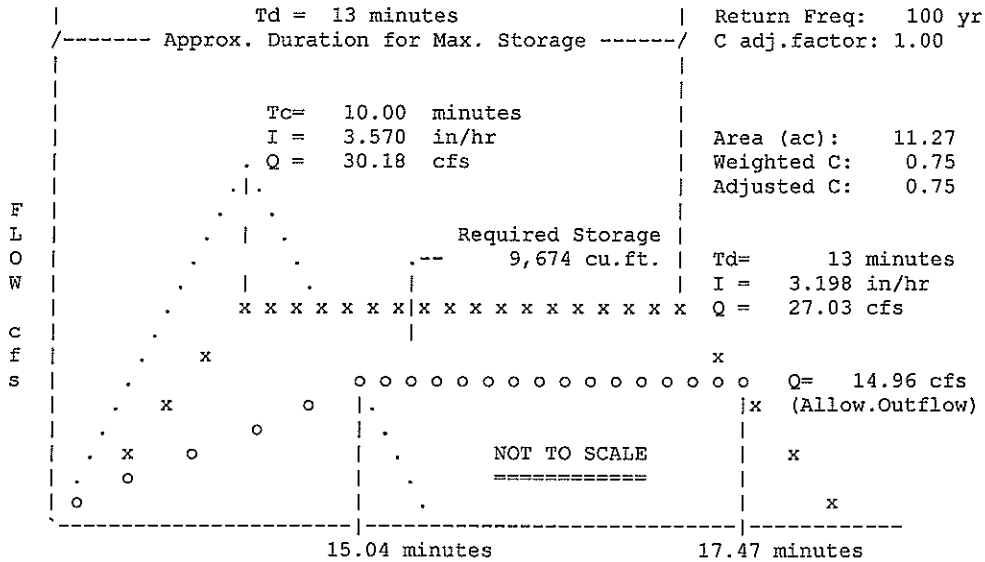 Td = 13 minutes
Return Freq: 100 yr
/------- Approx. Duration for Max. Storage ------/
C adj.factor: 1.00
Tc= 10.00 minutes
I = 3.570 in/hr
Q = 30.18 cfs
Area (ac): 11.27
Weighted C: 0.75
Adjusted C: 0.75
FLOW cfs
Required Storage
9,674 cu.ft.
Td= 13 minutes
I = 3.198 in/hr
x x x x x x x x x x x x x x x x x x Q = 27.03 cfs
x x
o o o o o o o o o o o o o o o o Q= 14.96 cfs
x o x (Allow.Outflow)
o
x o NOT TO SCALE x
============
o
o x
15.04 minutes 17.47 minutes